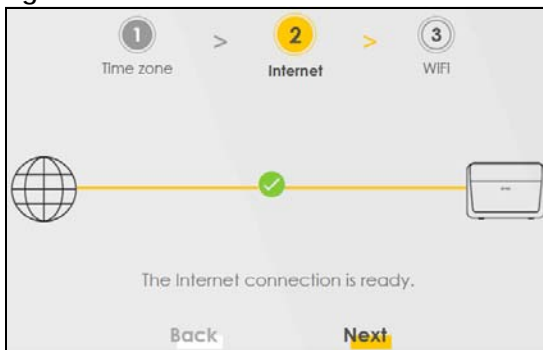 1 > 2 > 3
Time zone Internet WiFi
The Internet connection is ready.
Back Next